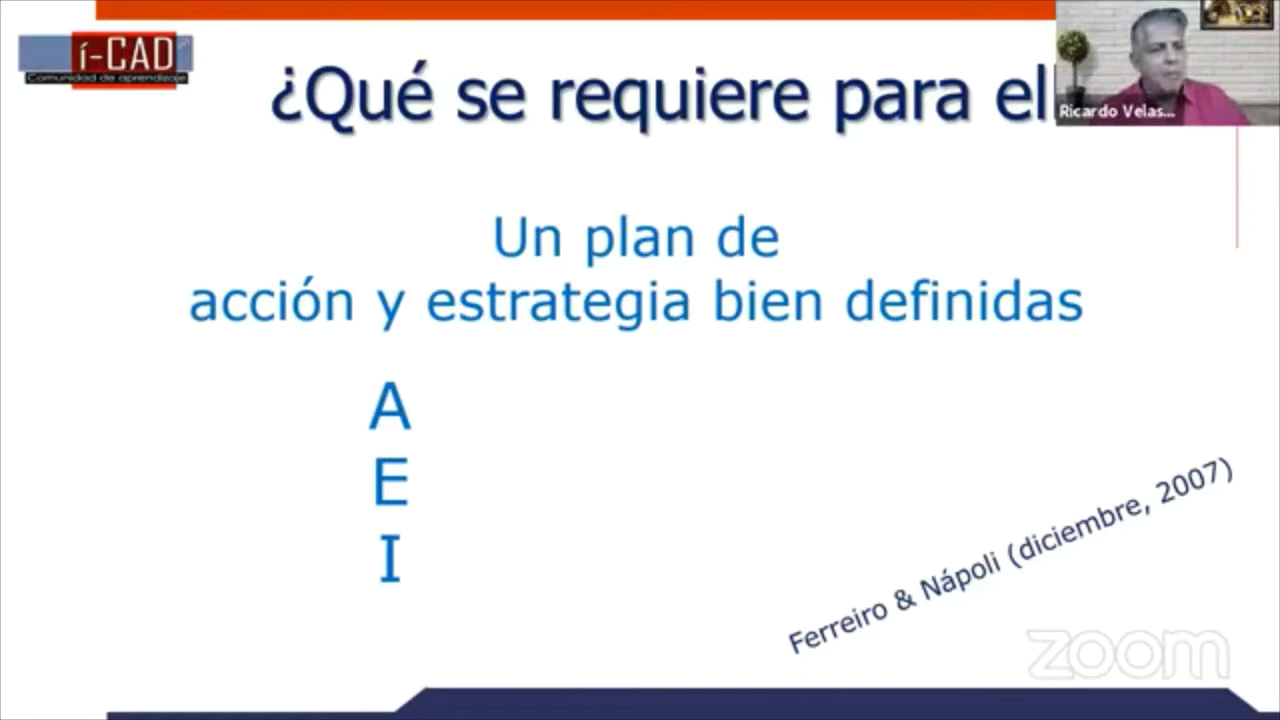 í-CAD
Comunidad de aprendizaje
¿Qué se requiere para el
Ricardo Velas...
Un plan de
acción y estrategia bien definidas
A
E
I
Ferreiro & Nápoli (diciembre, 2007)
zoom